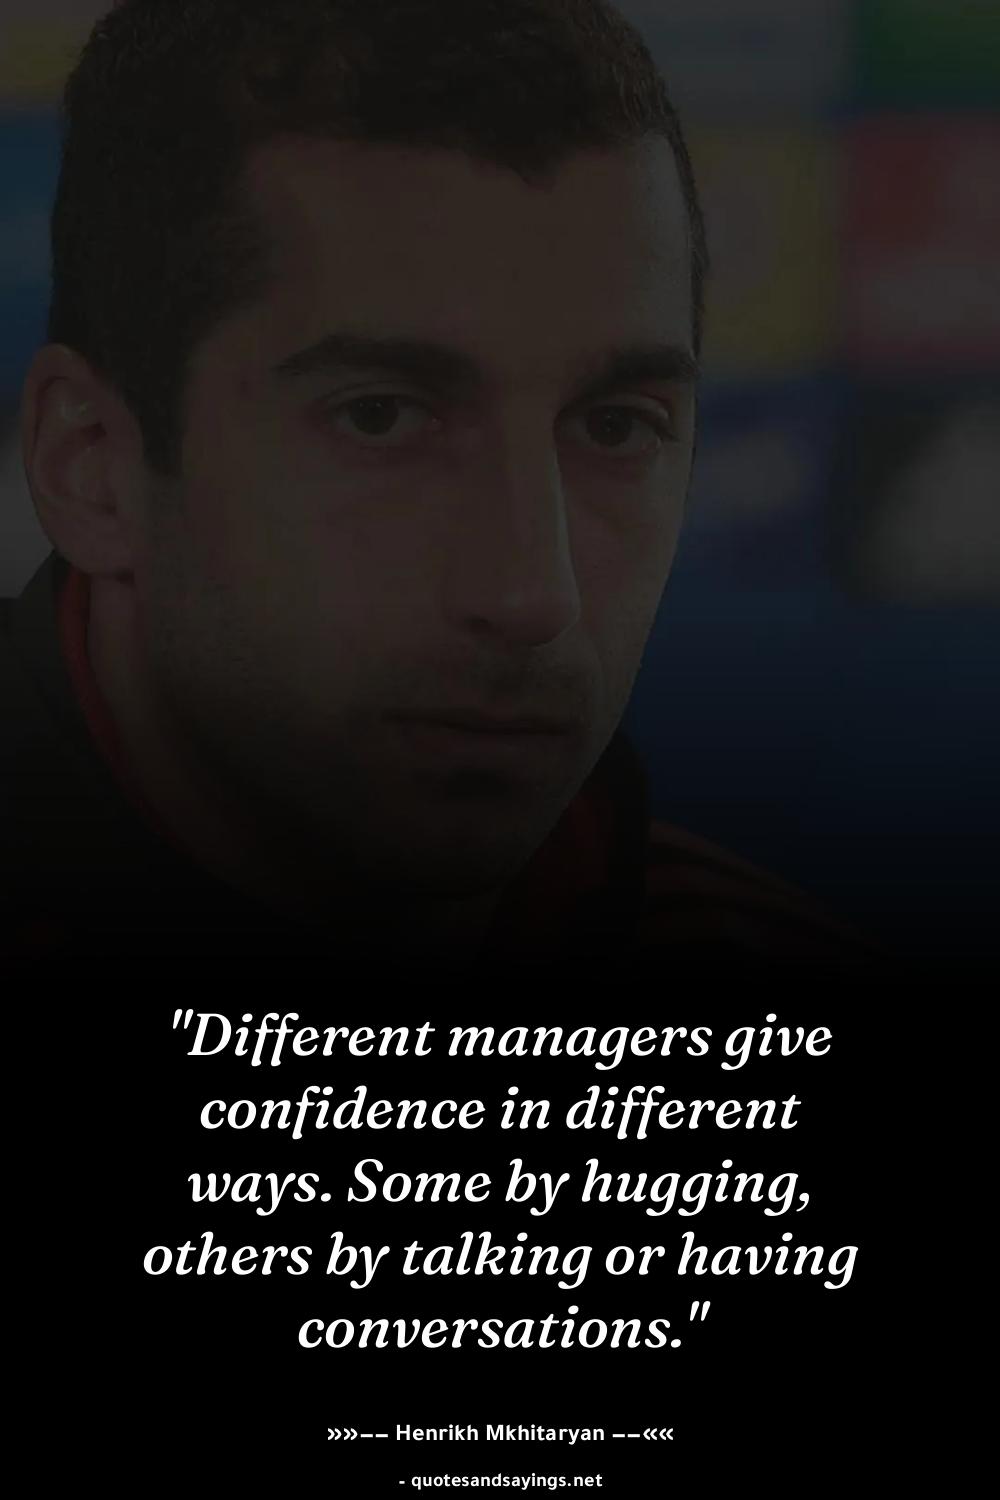 "Different managers give
confidence in different
ways. Some by hugging,
others by talking or having
conversations."
»»–– Henrikh Mkhitaryan ––««
- quotesandsayings.net